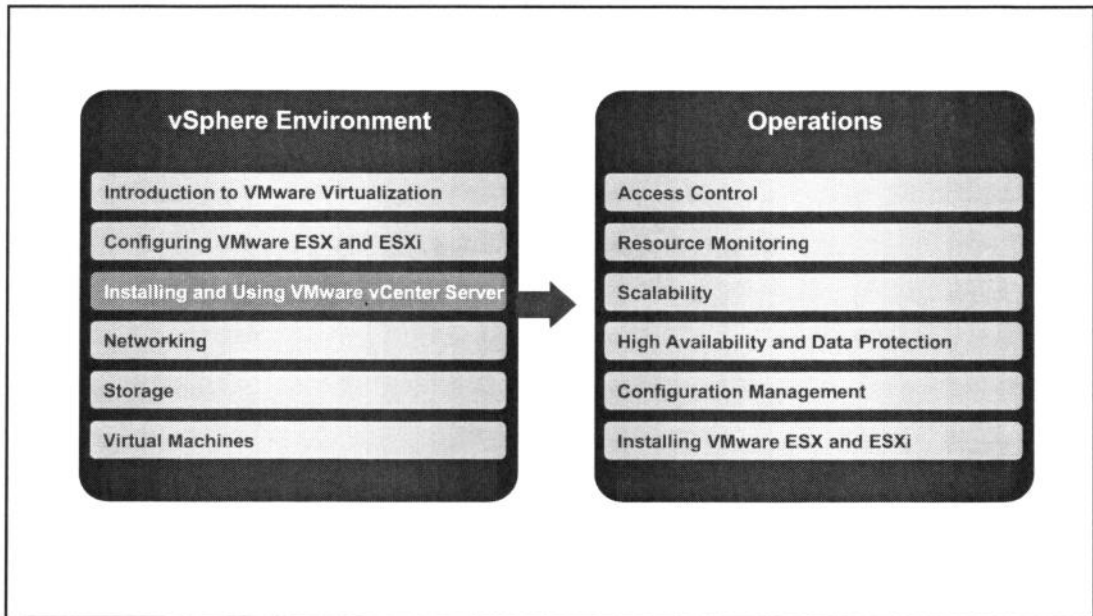 vSphere Environment
Introduction to VMware Virtualization
Configuring VMware ESX and ESXi
Installing and Using VMware vCenter Server
Networking
Storage
Virtual Machines
Operations
Access Control
Resource Monitoring
Scalability
High Availability and Data Protection
Configuration Management
Installing VMware ESX and ESXi